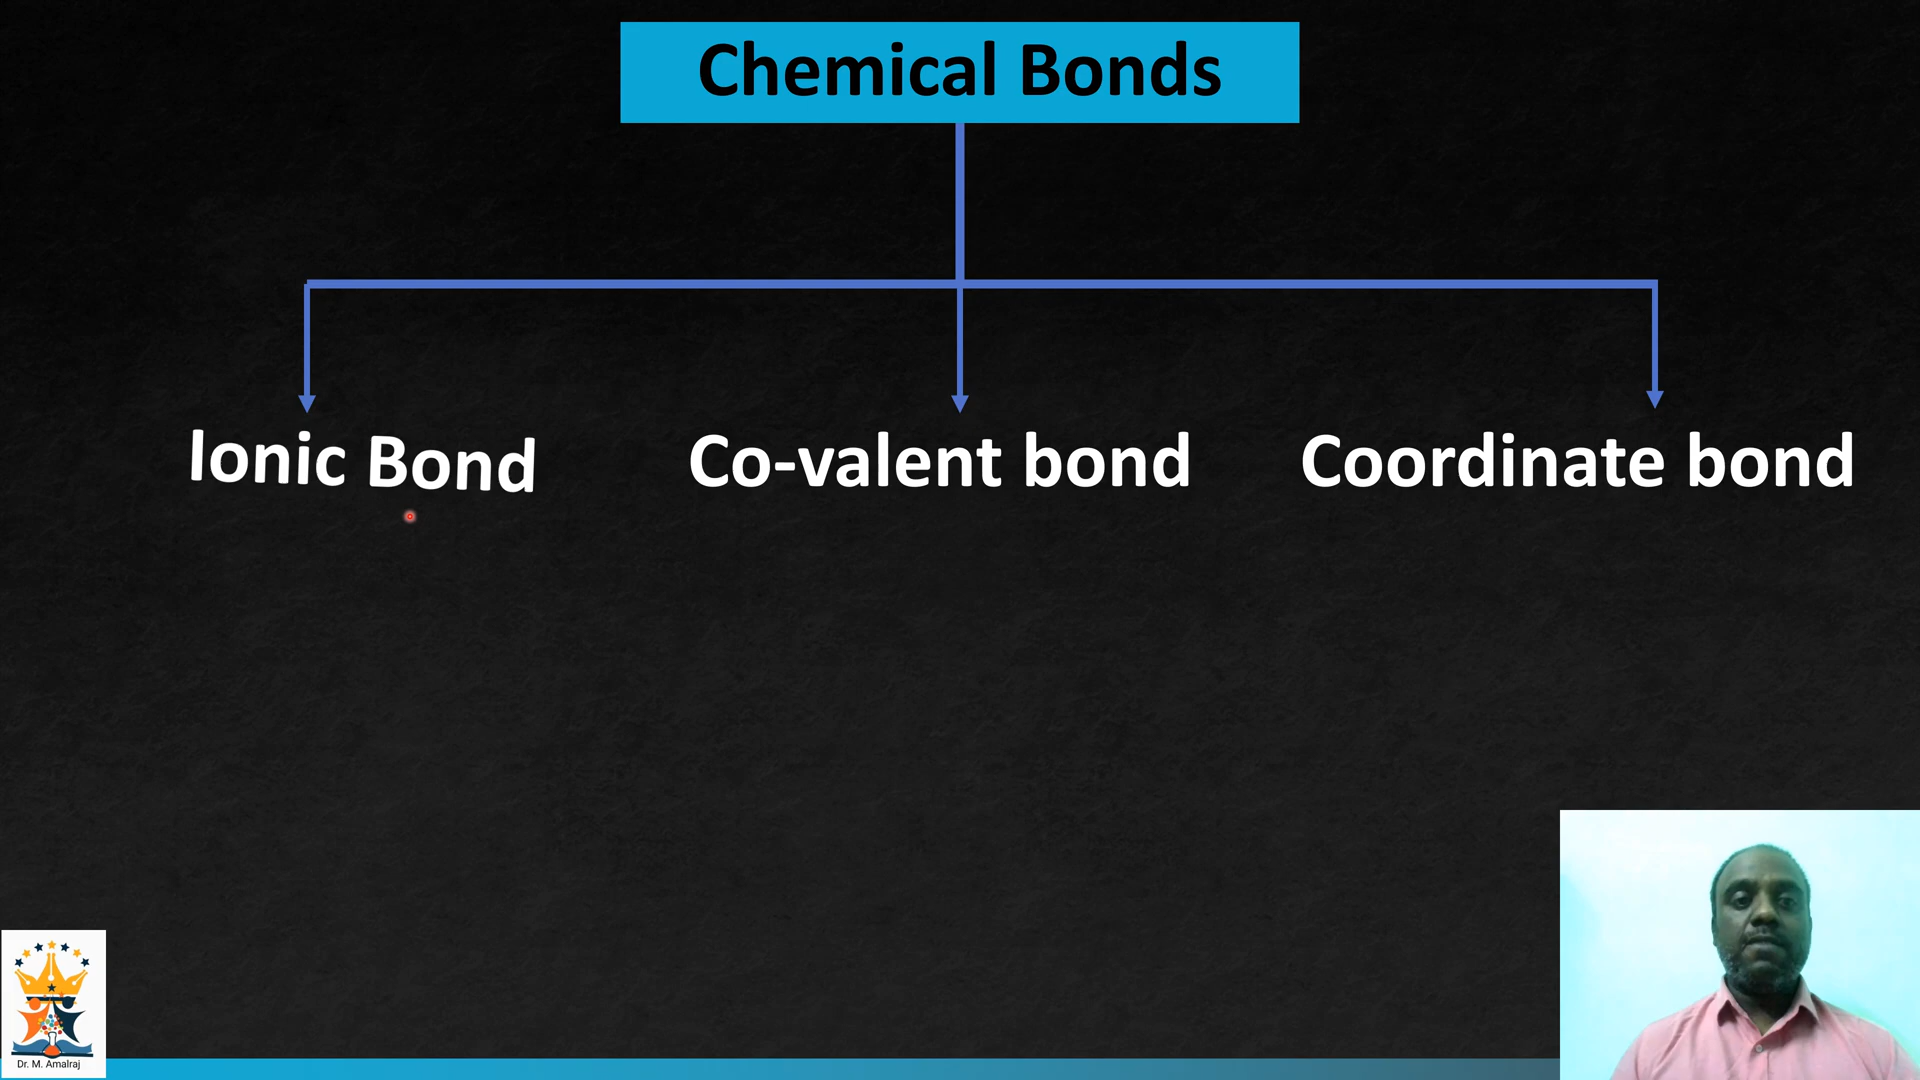 Chemical Bonds
Ionic Bond
Co-valent bond
Coordinate bond
Dr. M. Amalraj